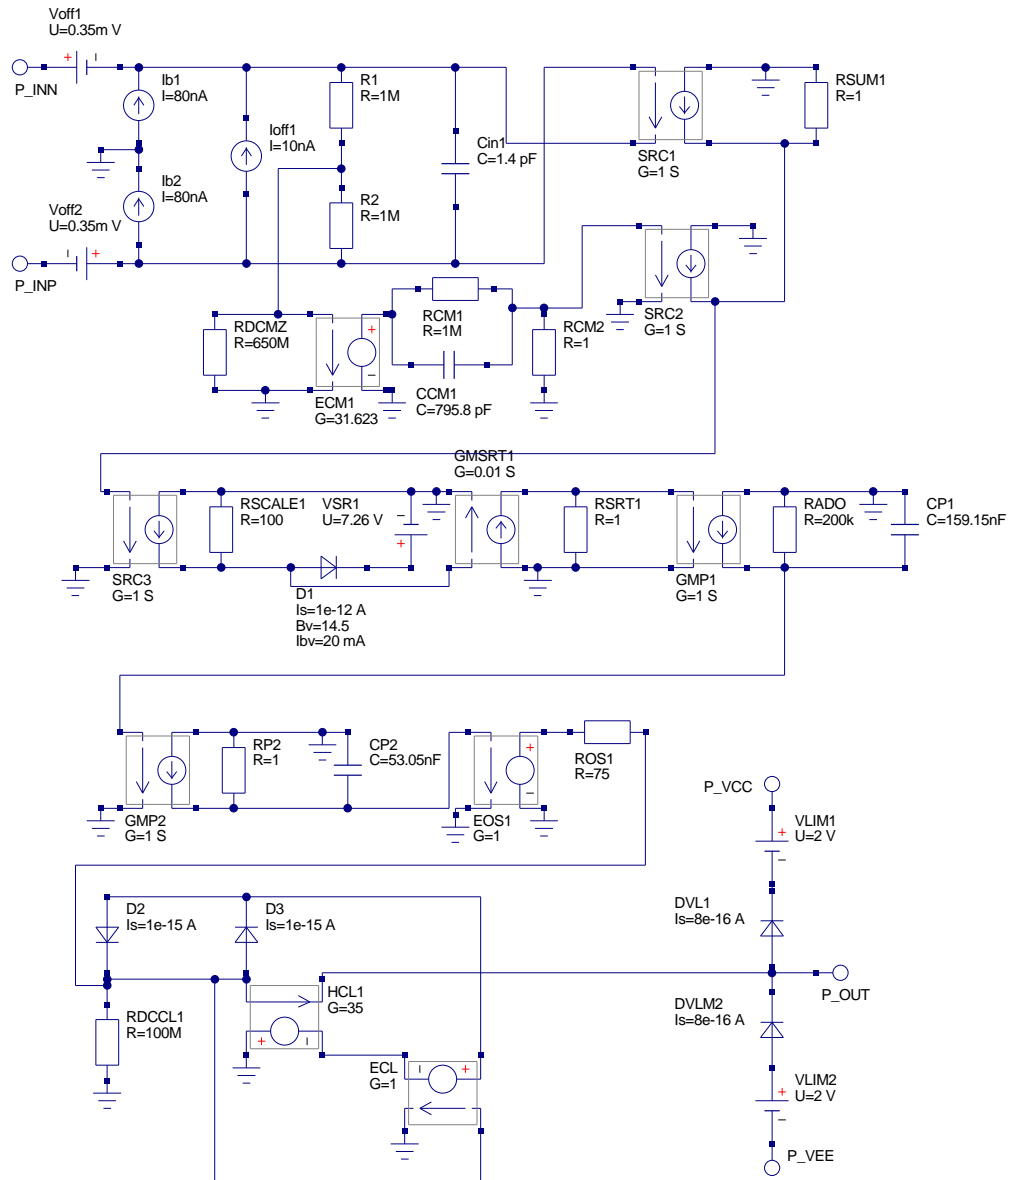 Voff1
U=0.35m V
P_INN
Ib1
I=80nA
Ioff1
I=10nA
R1
R=1M
Cin1
C=1.4 pF
SRC1
G=1 S
RSUM1
R=1
Ib2
I=80nA
Voff2
U=0.35m V
P_INP
R2
R=1M
SRC2
G=1 S
RDCMZ
R=650M
ECM1
G=31.623
RCM1
R=1M
CCM1
C=795.8 pF
RCM2
R=1
SRC3
G=1 S
RSCALE1
R=100
VSR1
U=7.26 V
D1
Is=1e-12 A
Bv=14.5
Ibv=20 mA
GMSRT1
G=0.01 S
RSRT1
R=1
GMP1
G=1 S
RADO
R=200k
CP1
C=159.15nF
GMP2
G=1 S
RP2
R=1
CP2
C=53.05nF
EOS1
G=1
ROS1
R=75
P_VCC
VLIM1
U=2 V
D2
Is=1e-15 A
D3
Is=1e-15 A
DVL1
Is=8e-16 A
P_OUT
HCL1
G=35
RDCCL1
R=100M
DVLM2
Is=8e-16 A
ECL
G=1
VLIM2
U=2 V
P_VEE